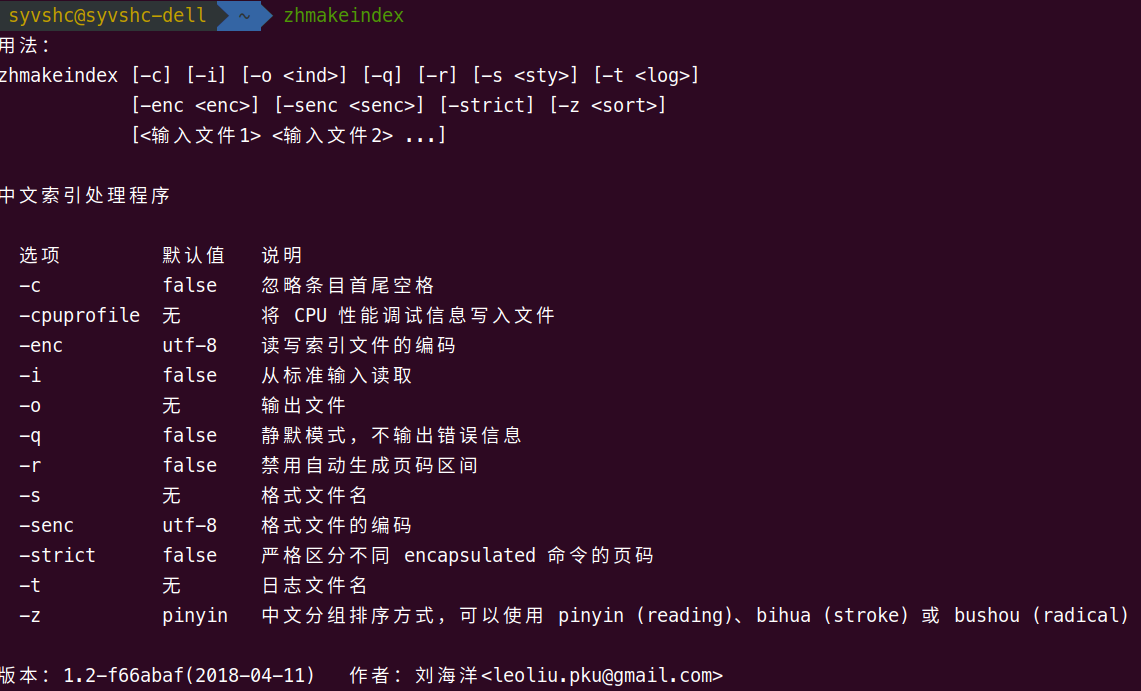 syvshc@syvshc-dell ~ zhmakeindex
用法：
zhmakeindex [-c] [-i] [-o <ind>] [-q] [-r] [-s <sty>] [-t <log>]
[-enc <enc>] [-senc <senc>] [-strict] [-z <sort>]
[<输入文件1> <输入文件2> ...]
中文索引处理程序
选项 默认值 说明
-c false 忽略条目首尾空格
-cpuprofile 无 将 CPU 性能调试信息写入文件
-enc utf-8 读写索引文件的编码
-i false 从标准输入读取
-o 无 输出文件
-q false 静默模式，不输出错误信息
-r false 禁用自动生成页码区间
-s 无 格式文件名
-senc utf-8 格式文件的编码
-strict false 严格区分不同 encapsulated 命令的页码
-t 无 日志文件名
-z pinyin 中文分组排序方式，可以使用 pinyin (reading)、bihua (stroke) 或 bushou (radical)
版本：1.2-f66abaf(2018-04-11) 作者：刘海洋<leoliu.pku@gmail.com>